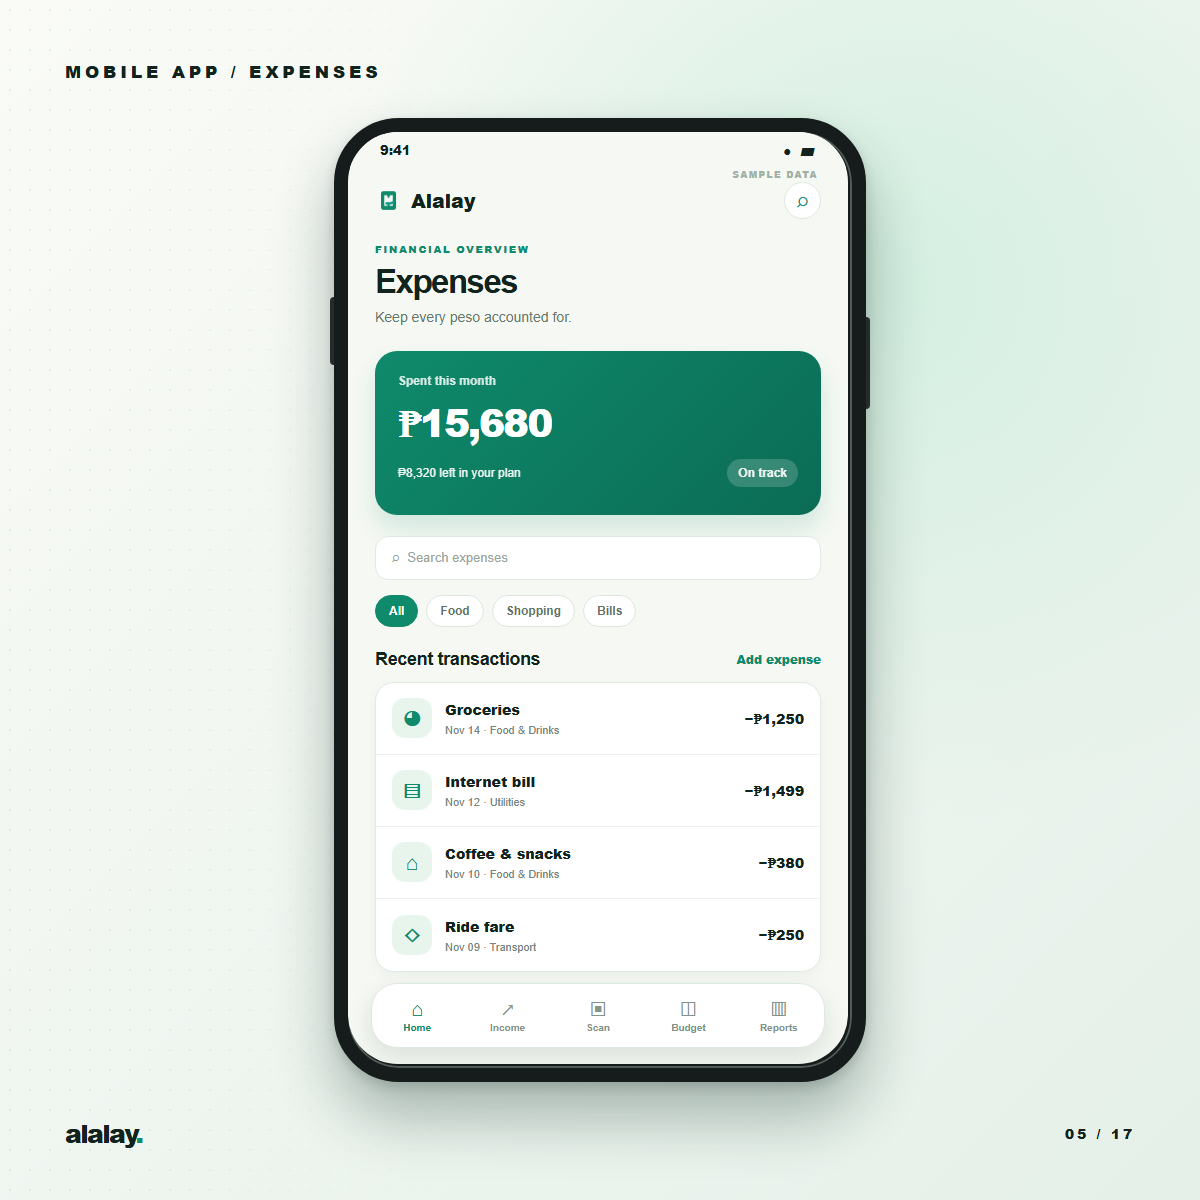 MOBILE APP / EXPENSES
9:41
SAMPLE DATA
Alalay
FINANCIAL OVERVIEW
Expenses
Keep every peso accounted for.
Spent this month
₱15,680
₱8,320 left in your plan
On track
Search expenses
All Food Shopping Bills
Recent transactions Add expense
Groceries
Nov 14 · Food & Drinks
−₱1,250
Internet bill
Nov 12 · Utilities
−₱1,499
Coffee & snacks
Nov 10 · Food & Drinks
−₱380
Ride fare
Nov 09 · Transport
−₱250
Home Income Scan Budget Reports
alalay.
05 / 17